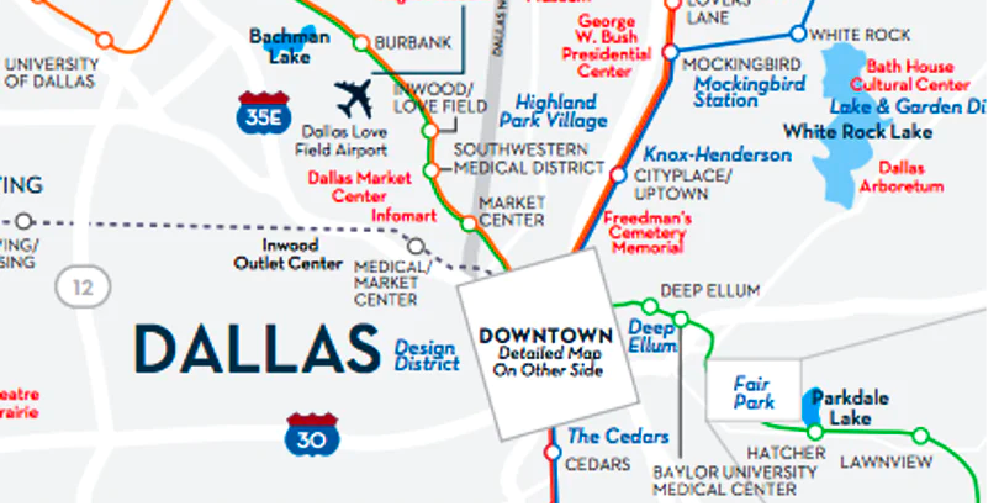 LOVERS
LANE
George
W. Bush
Presidential
Center
DALLAS N
WHITE ROCK
Bachman
Lake
BURBANK
UNIVERSITY
OF DALLAS
MOCKINGBIRD
Mockingbird
Station
Bath House
Cultural Center
INWOOD/
LOVE FIELD
Highland
Park Village
Lake & Garden Di
35E
Dallas Love
Field Airport
White Rock Lake
SOUTHWESTERN
MEDICAL DISTRICT
Knox-Henderson
CITYPLACE/
UPTOWN
Dallas
Arboretum
Dallas Market
Center
Infomart
MARKET
CENTER
Freedman's
Cemetery
Memorial
ING
ING/
SING
Inwood
Outlet Center
MEDICAL/
MARKET
CENTER
12
DEEP ELLUM
DALLAS
Design
District
DOWNTOWN
Detailed Map
On Other Side
Deep
Ellum
Fair
Park
Parkdale
Lake
eatre
rairie
30
The Cedars
CEDARS
HATCHER
LAWNVIEW
BAYLOR UNIVERSITY
MEDICAL CENTER